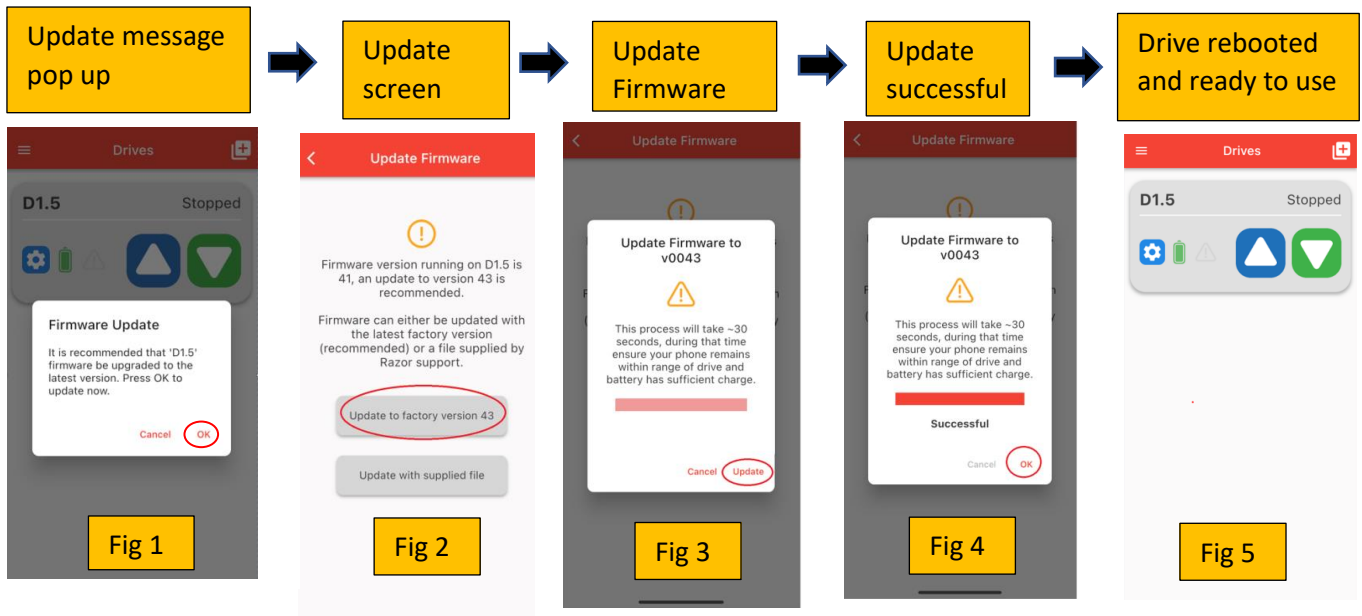 Update message
pop up
Update
screen
Update
Firmware
Update
successful
Drive rebooted
and ready to use
Drives
D1.5
Stopped
Firmware Update
It is recommended that 'D1.5'
firmware be upgraded to the
latest version. Press OK to
update now.
Cancel
OK
Fig 1
Update Firmware
Firmware version running on D1.5 is
41, an update to version 43 is
recommended.
Firmware can either be updated with
the latest factory version
(recommended) or a file supplied by
Razor support.
Update to factory version 43
Update with supplied file
Fig 2
Update Firmware
Update Firmware to
v0043
This process will take ~30
seconds, during that time
ensure your phone remains
within range of drive and
battery has sufficient charge.
Cancel
Update
Fig 3
Update Firmware
Update Firmware to
v0043
This process will take ~30
seconds, during that time
ensure your phone remains
within range of drive and
battery has sufficient charge.
Successful
Cancel
OK
Fig 4
Drives
D1.5
Stopped
Fig 5